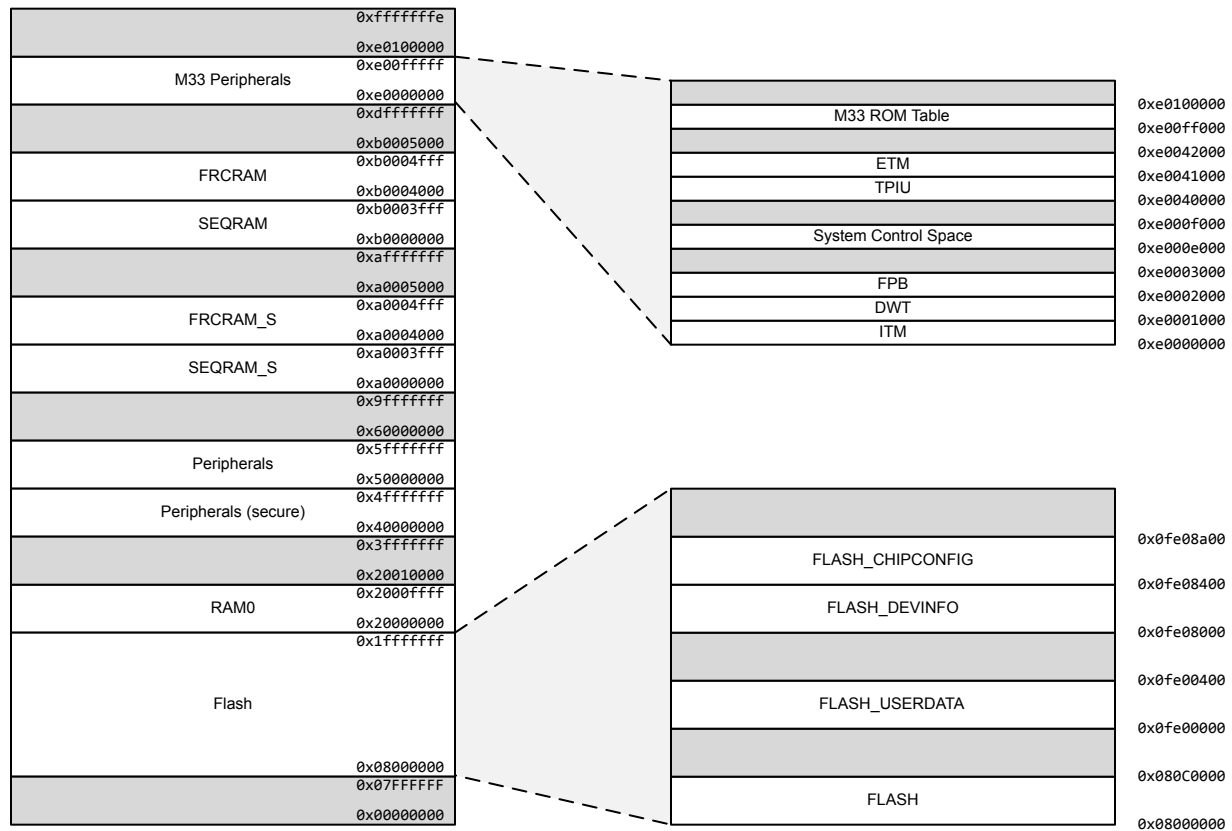 0xfffffffe
0xe0100000
M33 Peripherals
0xe00fffff
0xe0000000
0xdfffffff
0xb0005000
FRCRAM
0xb0004fff
0xb0004000
SEQRAM
0xb0003fff
0xb0000000
0xafffffff
0xa0005000
FRCRAM_S
0xa0004fff
0xa0004000
SEQRAM_S
0xa0003fff
0xa0000000
0x9fffffff
0x60000000
Peripherals
0x5fffffff
0x50000000
Peripherals (secure)
0x4fffffff
0x40000000
0x3fffffff
0x20010000
RAM0
0x2000ffff
0x20000000
0x1fffffff
Flash
0x08000000
0x07FFFFFF
0x00000000
0xe0100000
M33 ROM Table
0xe00ff000
0xe0042000
ETM
0xe0041000
TPIU
0xe0040000
0xe000f000
System Control Space
0xe000e000
0xe0003000
FPB
0xe0002000
DWT
0xe0001000
ITM
0xe0000000
0x0fe08a00
FLASH_CHIPCONFIG
0x0fe08400
FLASH_DEVINFO
0x0fe08000
0x0fe00400
FLASH_USERDATA
0x0fe00000
0x080C0000
FLASH
0x08000000